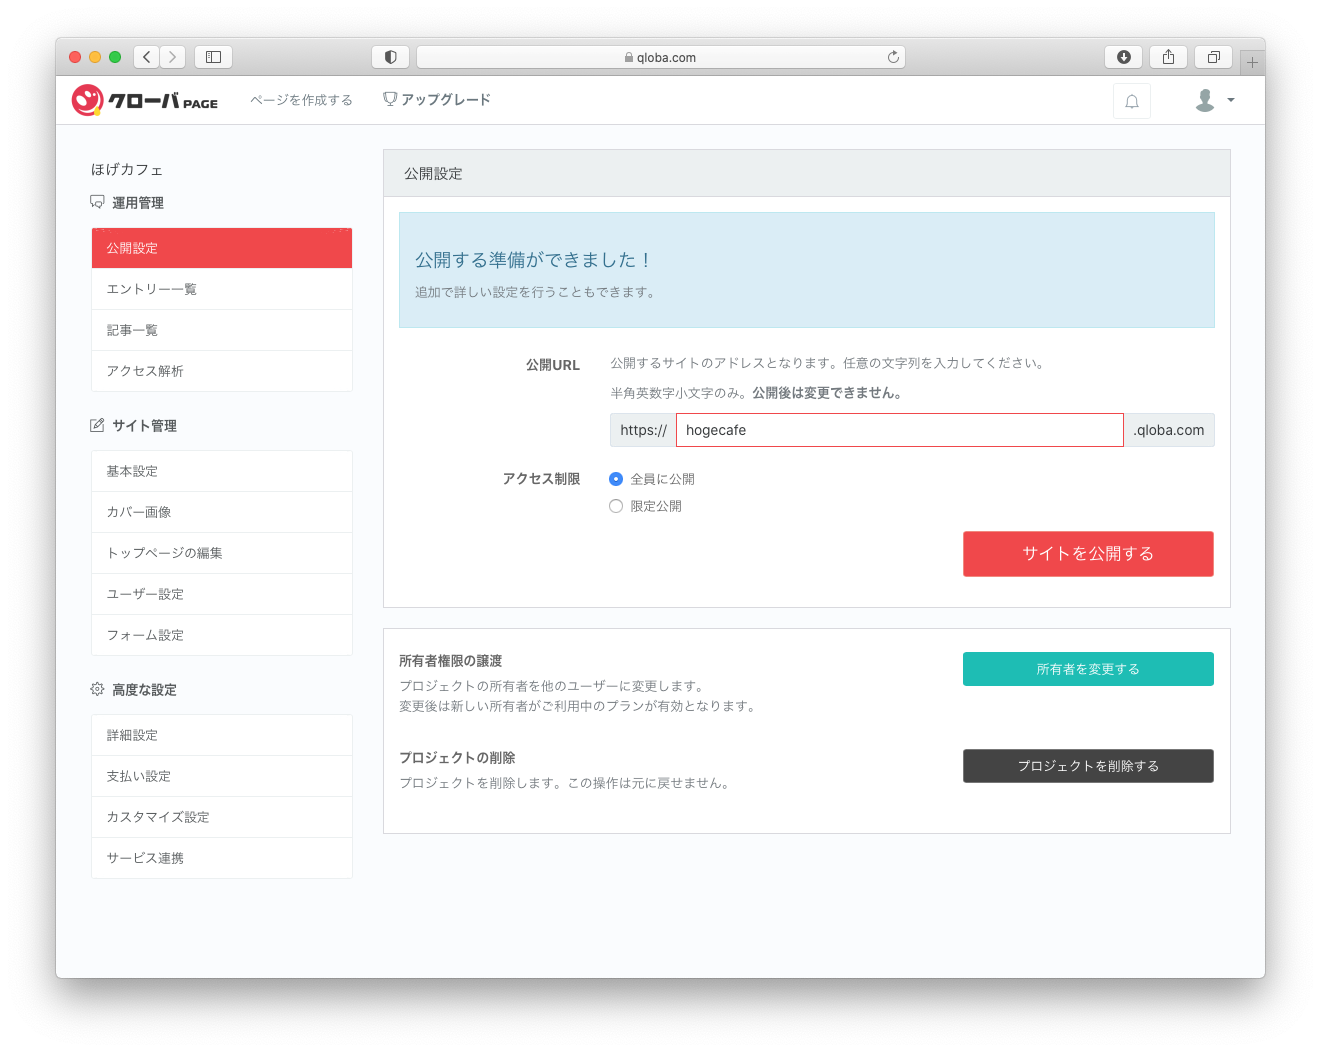 qloba.com
クローバ PAGE
ページを作成する
アップグレード
ほげカフェ
運用管理
公開設定
エントリー一覧
記事一覧
アクセス解析
サイト管理
基本設定
カバー画像
トップページの編集
ユーザー設定
フォーム設定
高度な設定
詳細設定
支払い設定
カスタマイズ設定
サービス連携
公開設定
公開する準備ができました！
追加で詳しい設定を行うこともできます。
公開URL
公開するサイトのアドレスとなります。任意の文字列を入力してください。
半角英数字小文字のみ。公開後は変更できません。
https:// hogecafe .qloba.com
アクセス制限
全員に公開
限定公開
サイトを公開する
所有者権限の譲渡
プロジェクトの所有者を他のユーザーに変更します。
変更後は新しい所有者がご利用中のプランが有効となります。
所有者を変更する
プロジェクトの削除
プロジェクトを削除します。この操作は元に戻せません。
プロジェクトを削除する